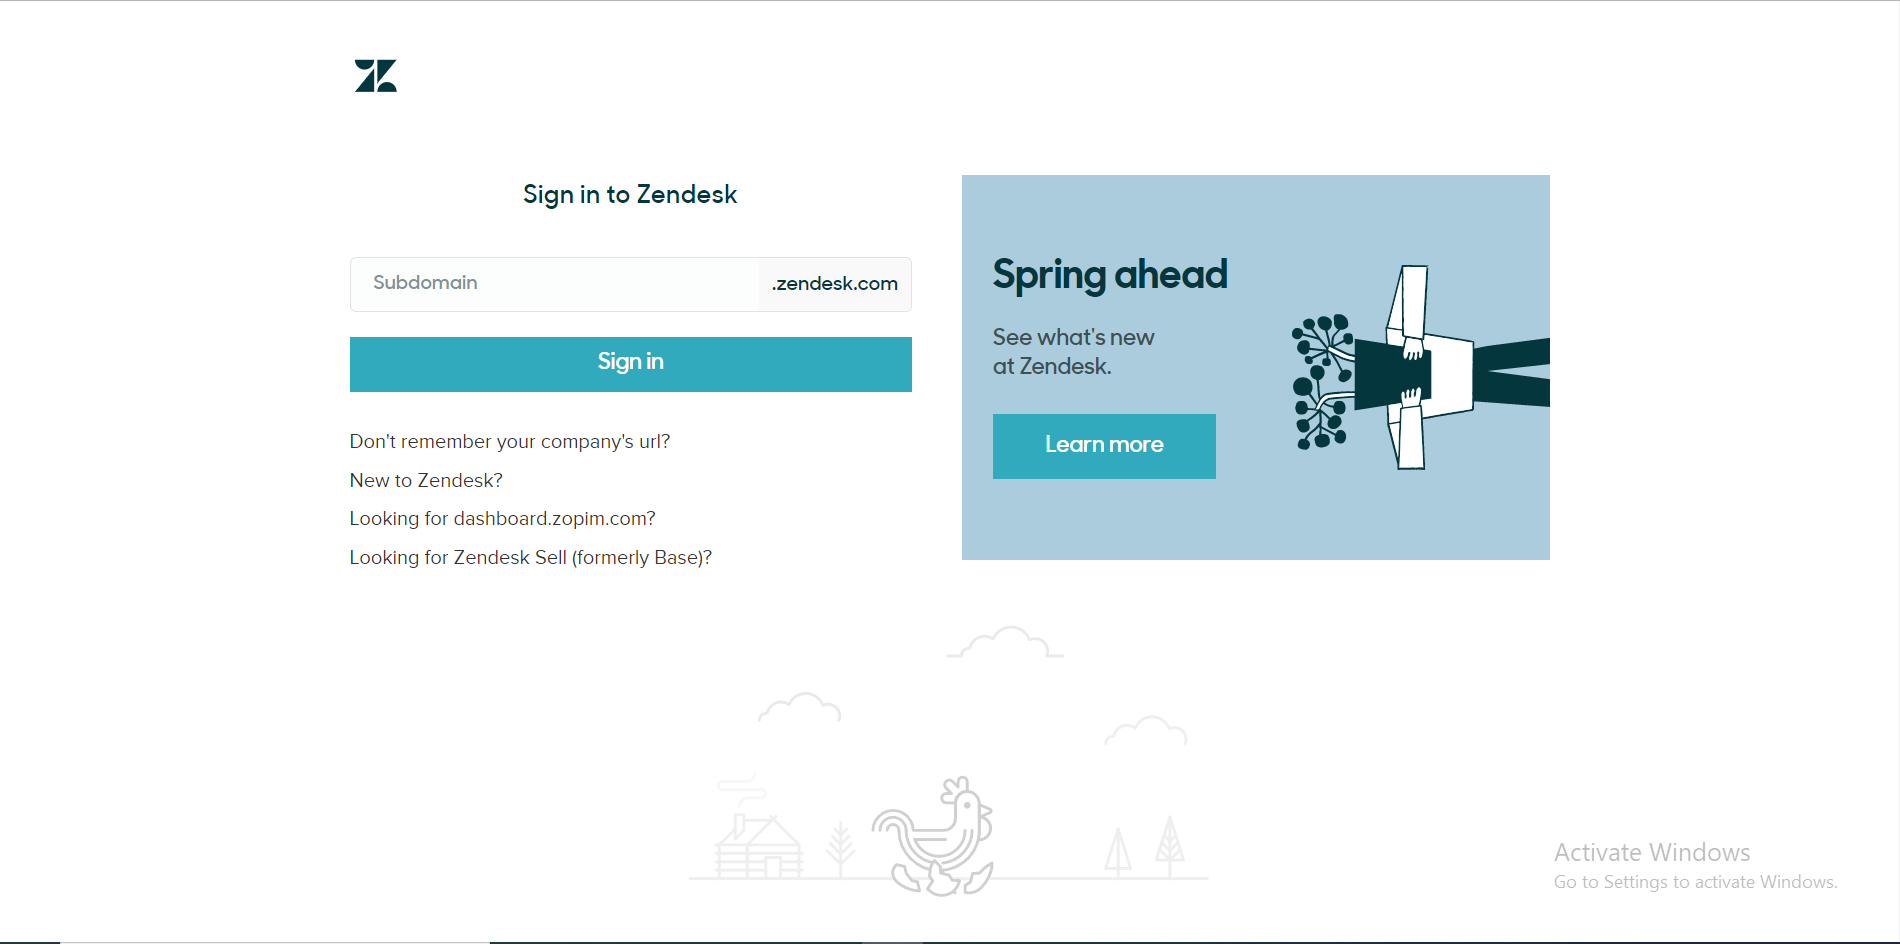 Sign in to Zendesk
Subdomain
.zendesk.com
Sign in
Don't remember your company's url?
New to Zendesk?
Looking for dashboard.zopim.com?
Looking for Zendesk Sell (formerly Base)?
Spring ahead
See what's new
at Zendesk.
Learn more
Activate Windows
Go to Settings to activate Windows.